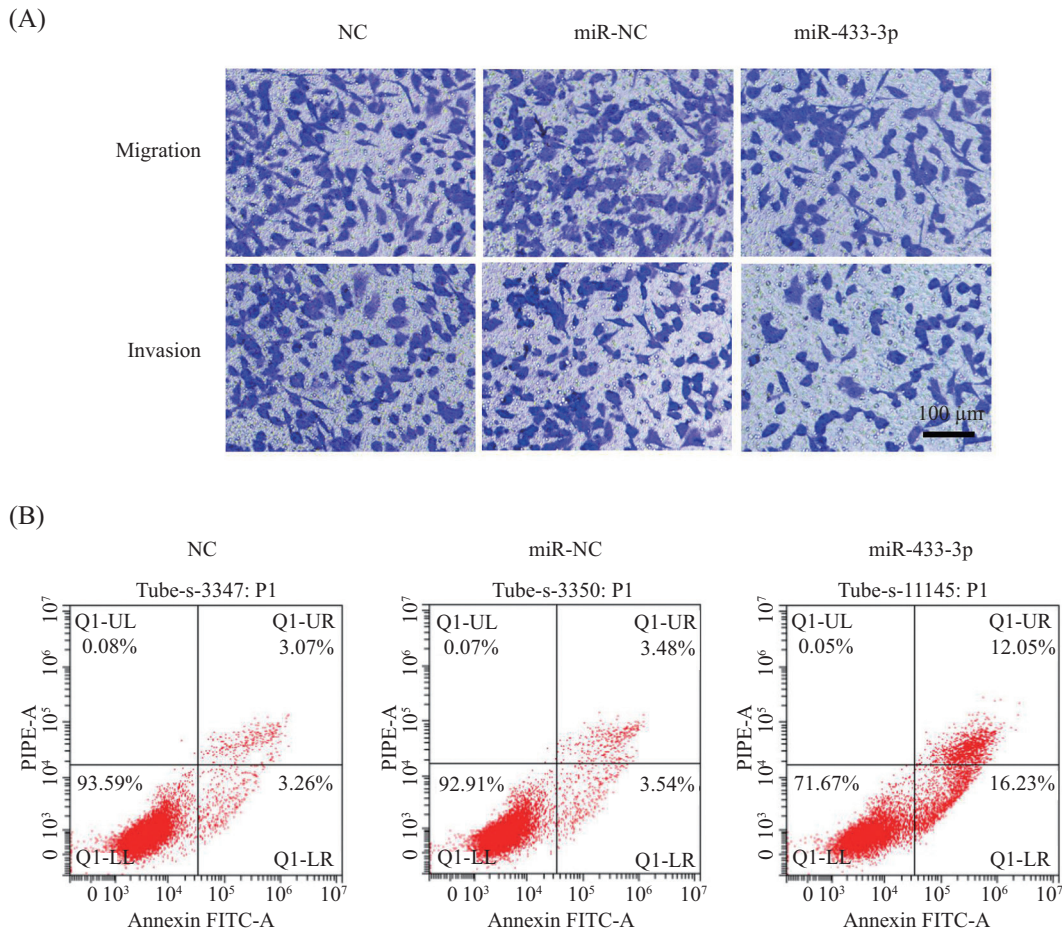 (A)
NC miR-NC miR-433-3p
Migration
Invasion
100 µm
(B)
NC miR-NC miR-433-3p
Tube-s-3347: P1 Tube-s-3350: P1 Tube-s-11145: P1
Q1-UL Q1-UR Q1-UL Q1-UR Q1-UL Q1-UR
0.08% 3.07% 0.07% 3.48% 0.05% 12.05%
93.59% 3.26% 92.91% 3.54% 71.67% 16.23%
Q1-LL Q1-LR Q1-LL Q1-LR Q1-LL Q1-LR
PIPE-A PIPE-A PIPE-A
10⁷ 10⁷ 10⁷
10⁶ 10⁶ 10⁶
10⁵ 10⁵ 10⁵
10⁴ 10⁴ 10⁴
10³ 10³ 10³
0 0 0
0 10³ 10⁴ 10⁵ 10⁶ 10⁷ 0 10³ 10⁴ 10⁵ 10⁶ 10⁷ 0 10³ 10⁴ 10⁵ 10⁶ 10⁷
Annexin FITC-A Annexin FITC-A Annexin FITC-A